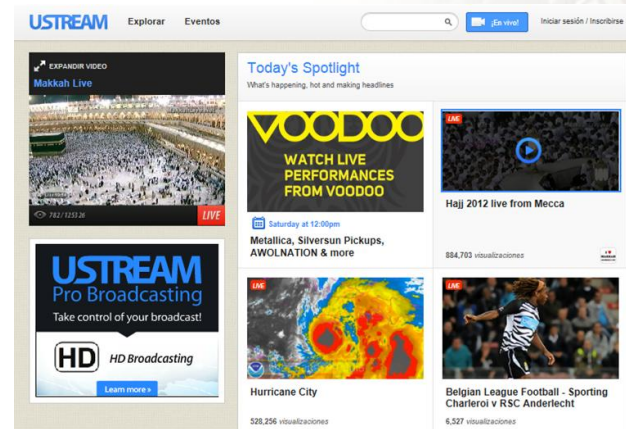 USTREAM Explorar Eventos ¡En vivo! Iniciar sesión / Inscribirse
EXPANDIR VIDEO
Makkah Live
782/125126 LIVE
USTREAM
Pro Broadcasting
Take control of your broadcast!
HD HD Broadcasting
Learn more »
Today's Spotlight
What's happening, hot and making headlines
VOODOO
WATCH LIVE
PERFORMANCES
FROM VOODOO
Saturday at 12:00pm
Metallica, Silversun Pickups,
AWOLNATION & more
LIVE
Hajj 2012 live from Mecca
884,703 visualizaciones
LIVE
Hurricane City
528,256 visualizaciones
LIVE
Belgian League Football - Sporting
Charleroi v RSC Anderlecht
6,527 visualizaciones